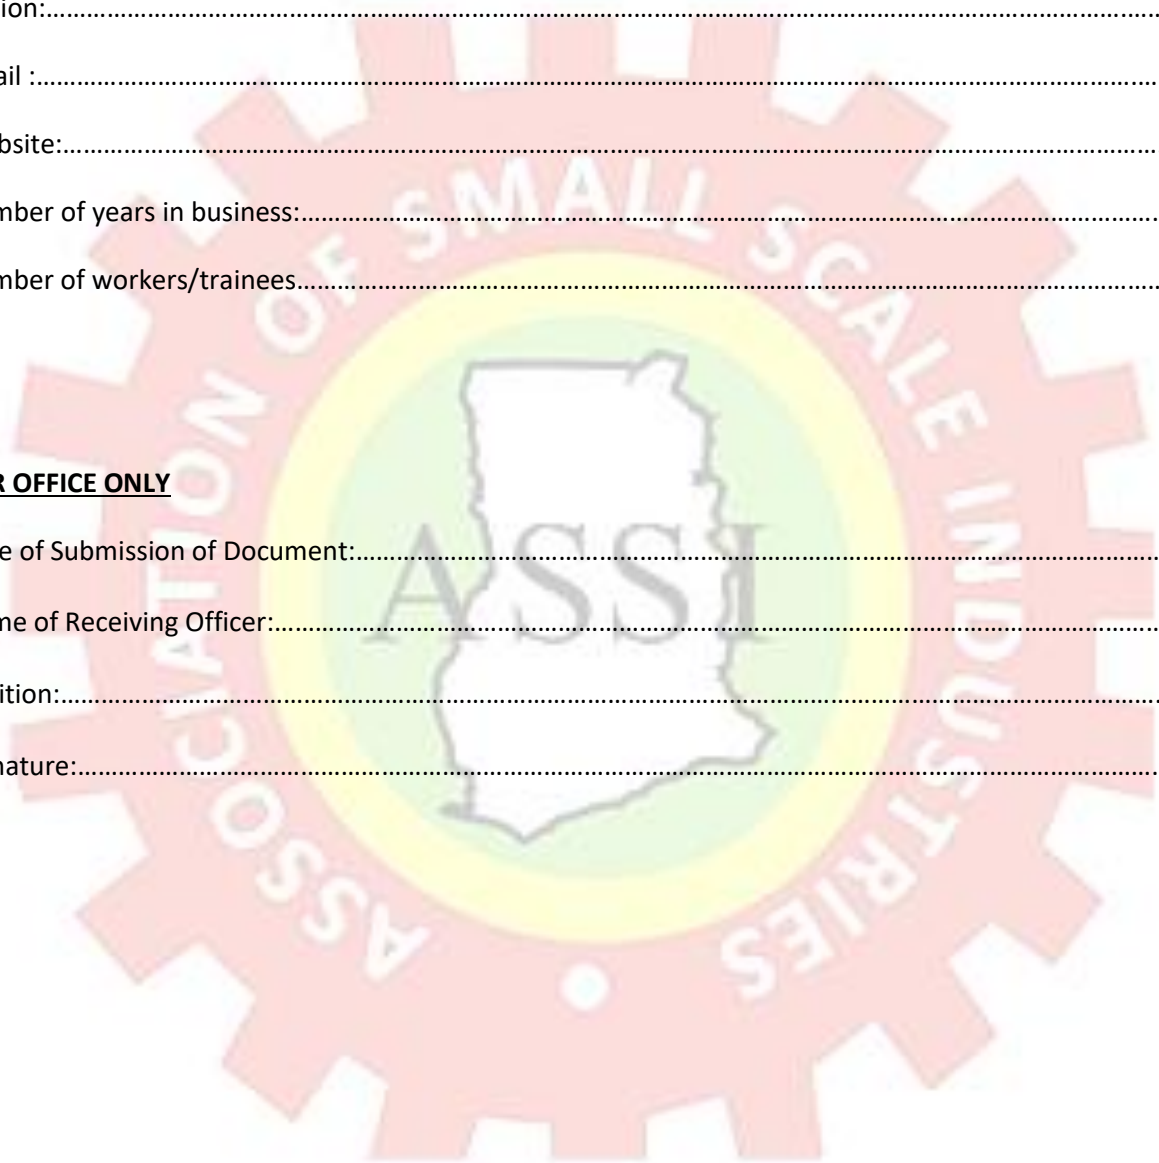 ion:..........................................................................................................................
ail :..........................................................................................................................
bsite:..........................................................................................................................
mber of years in business:..........................................................................................
mber of workers/trainees..........................................................................................
R OFFICE ONLY
e of Submission of Document:..........................................................................................
me of Receiving Officer:..........................................................................................
ition:..........................................................................................................................
nature:..........................................................................................................................
ASSOCIATION OF SMALL SCALE INDUSTRIES
ASSI